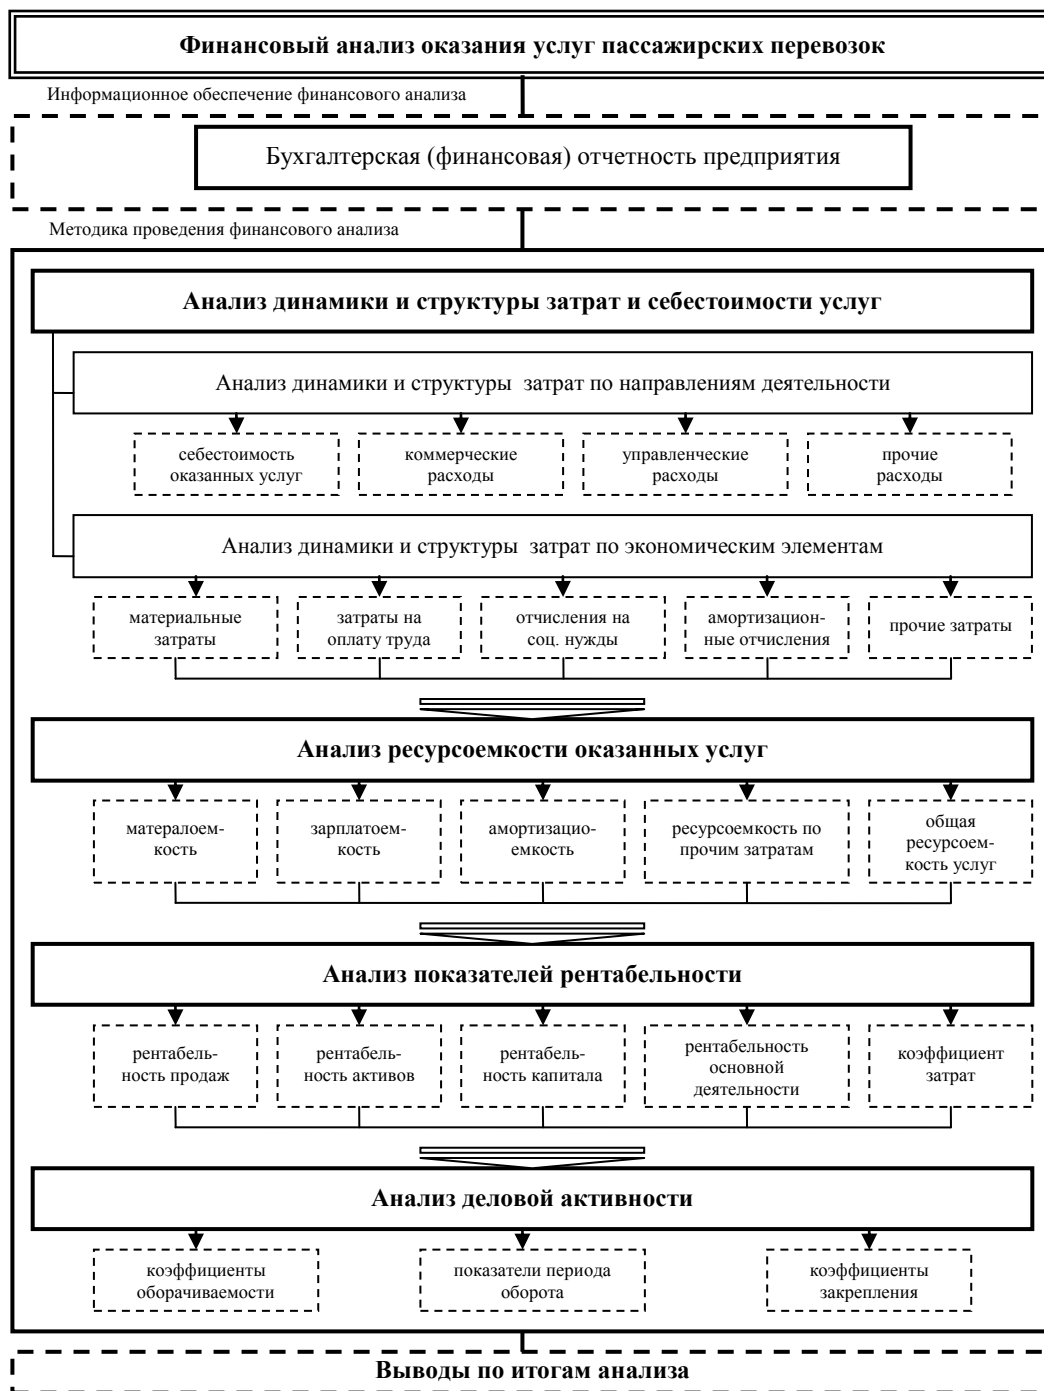 Финансовый анализ оказания услуг пассажирских перевозок
Информационное обеспечение финансового анализа
Бухгалтерская (финансовая) отчетность предприятия
Методика проведения финансового анализа
Анализ динамики и структуры затрат и себестоимости услуг
Анализ динамики и структуры затрат по направлениям деятельности
себестоимость
оказанных услуг
коммерческие
расходы
управленческие
расходы
прочие
расходы
Анализ динамики и структуры затрат по экономическим элементам
материальные
затраты
затраты на
оплату труда
отчисления на
соц. нужды
амортизацион-
ные отчисления
прочие затраты
Анализ ресурсоемкости оказанных услуг
матералоем-
кость
зарплатоем-
кость
амортизацио-
емкость
ресурсоемкость по
прочим затратам
общая
ресурсоем-
кость услуг
Анализ показателей рентабельности
рентабель-
ность продаж
рентабель-
ность активов
рентабель-
ность капитала
рентабельность
основной
деятельности
коэффициент
затрат
Анализ деловой активности
коэффициенты
оборачиваемости
показатели периода
оборота
коэффициенты
закрепления
Выводы по итогам анализа